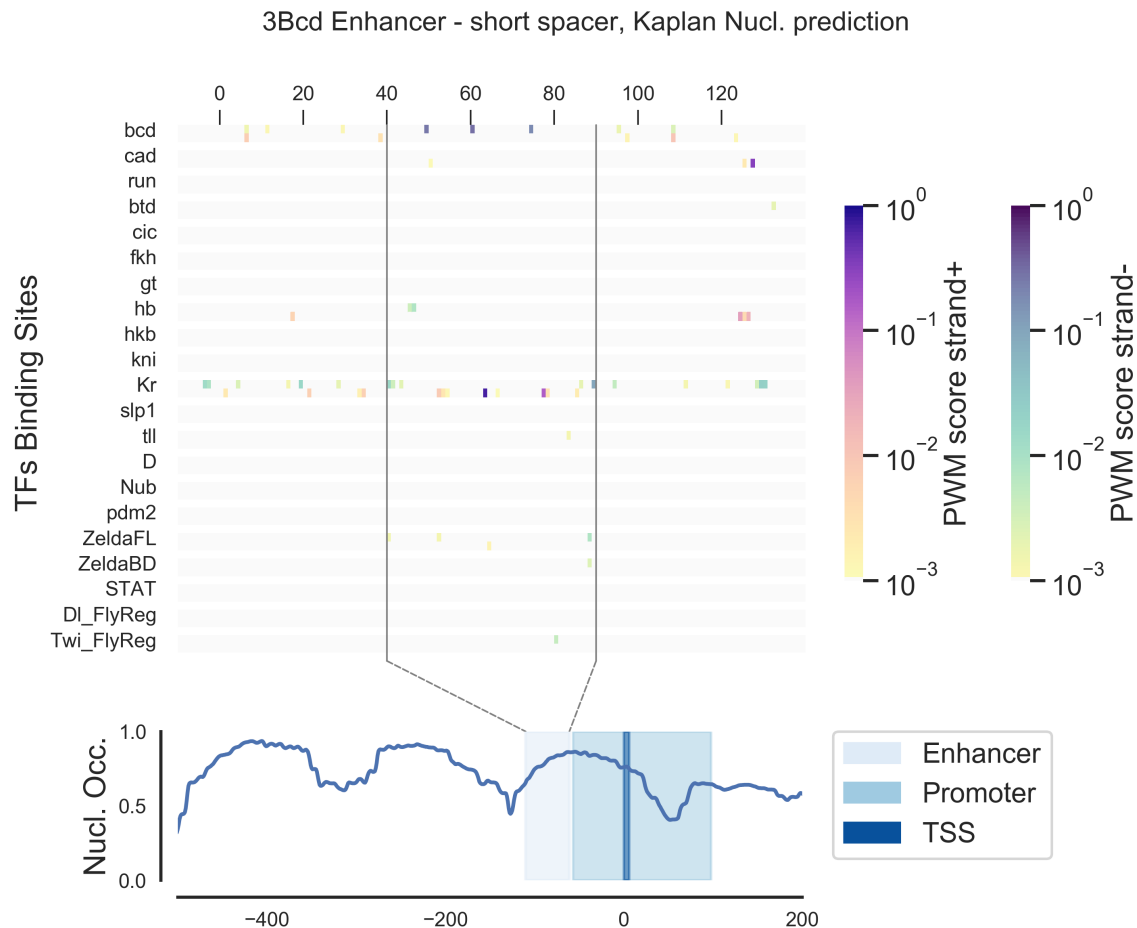 3Bcd Enhancer - short spacer, Kaplan Nucl. prediction
0 20 40 60 80 100 120
TFs Binding Sites
bcd
cad
run
btd
cic
fkh
gt
hb
hkb
kni
Kr
slp1
tll
D
Nub
pdm2
ZeldaFL
ZeldaBD
STAT
Dl_FlyReg
Twi_FlyReg
10^0
10^-1
10^-2
10^-3
PWM score strand+
10^0
10^-1
10^-2
10^-3
PWM score strand-
Nucl. Occ.
1.0
0.5
0.0
−400 −200 0 200
Enhancer
Promoter
TSS